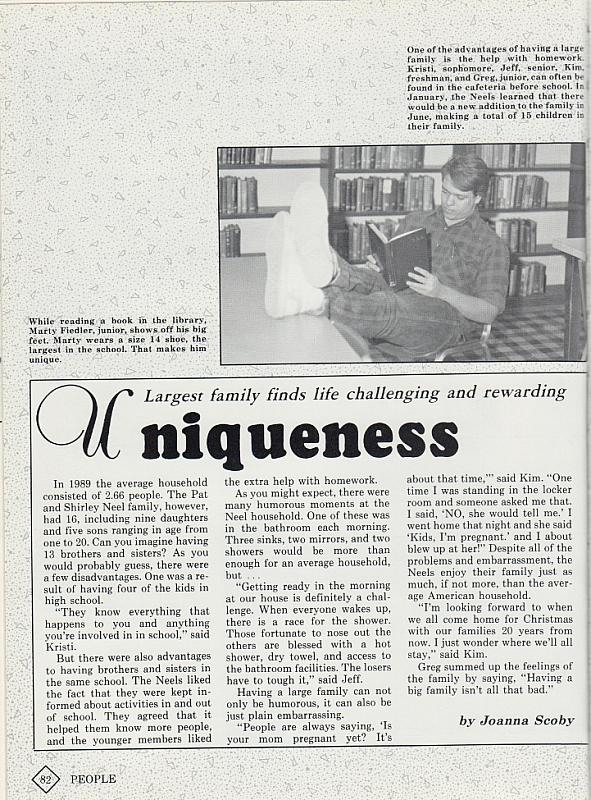 One of the advantages of having a large
family is the help with homework.
Kristi, sophomore, Jeff, senior, Kim,
freshman, and Greg, junior, can often be
found in the cafeteria before school. In
January, the Neels learned that there
would be a new addition to the family in
June, making a total of 15 children in
their family.
While reading a book in the library,
Marty Fiedler, junior, shows off his big
feet. Marty wears a size 14 shoe, the
largest in the school. That makes him
unique.
Largest family finds life challenging and rewarding
Uniqueness
In 1989 the average household
consisted of 2.66 people. The Pat
and Shirley Neel family, however,
had 16, including nine daughters
and five sons ranging in age from
one to 20. Can you imagine having
13 brothers and sisters? As you
would probably guess, there were
a few disadvantages. One was a re-
sult of having four of the kids in
high school.
"They know everything that
happens to you and anything
you're involved in in school," said
Kristi.
But there were also advantages
to having brothers and sisters in
the same school. The Neels liked
the fact that they were kept in-
formed about activities in and out
of school. They agreed that it
helped them know more people,
and the younger members liked
the extra help with homework.
As you might expect, there were
many humorous moments at the
Neel household. One of these was
in the bathroom each morning.
Three sinks, two mirrors, and two
showers would be more than
enough for an average household,
but . . .
"Getting ready in the morning
at our house is definitely a chal-
lenge. When everyone wakes up,
there is a race for the shower.
Those fortunate to nose out the
others are blessed with a hot
shower, dry towel, and access to
the bathroom facilities. The losers
have to tough it," said Jeff.
Having a large family can not
only be humorous, it can also be
just plain embarrassing.
"People are always saying, 'Is
your mom pregnant yet? It's
about that time,'" said Kim. "One
time I was standing in the locker
room and someone asked me that.
I said, 'NO, she would tell me.' I
went home that night and she said
'Kids, I'm pregnant.' and I about
blew up at her!" Despite all of the
problems and embarrassment, the
Neels enjoy their family just as
much, if not more, than the aver-
age American household.
"I'm looking forward to when
we all come home for Christmas
with our families 20 years from
now. I just wonder where we'll all
stay," said Kim.
Greg summed up the feelings of
the family by saying, "Having a
big family isn't all that bad."
by Joanna Scoby
82 PEOPLE